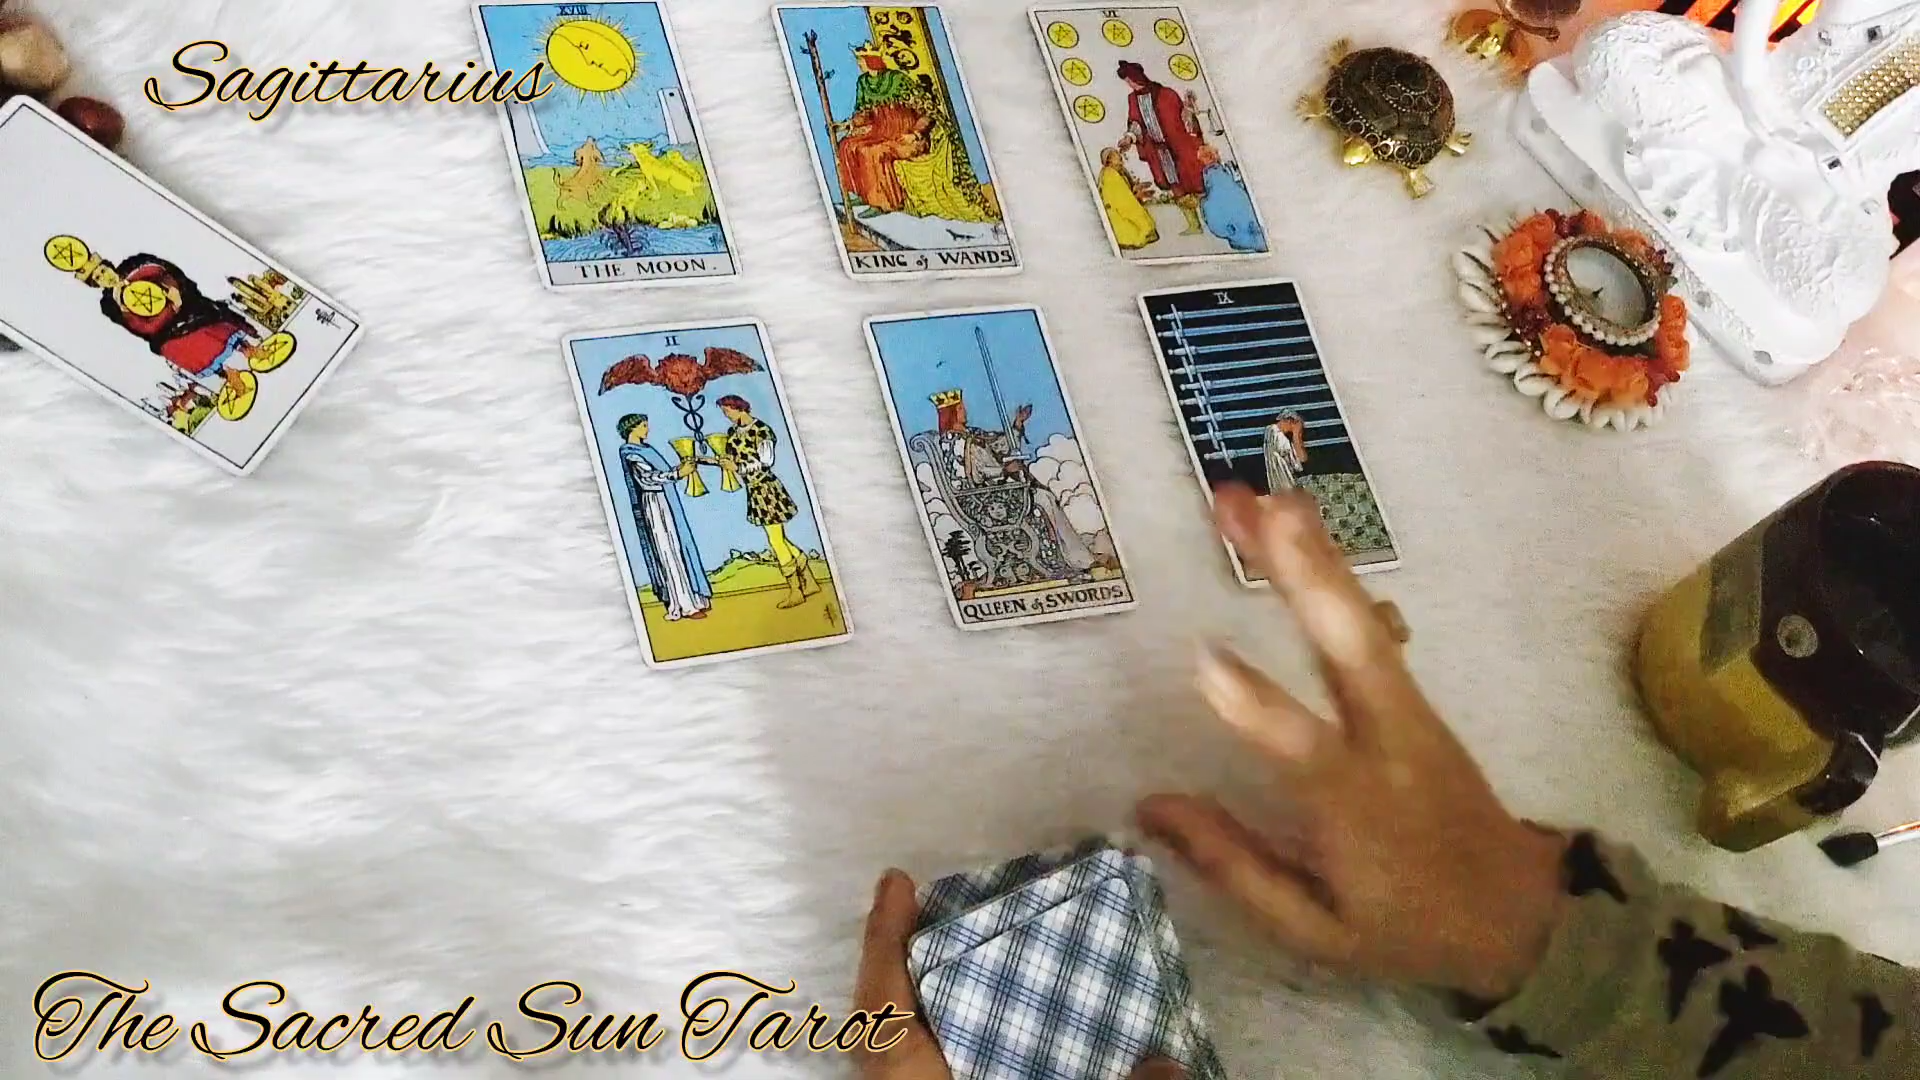 XVIII
VI
Sagittarius
THE MOON.
KING of WANDS
II
IX
QUEEN of SWORDS
The Sacred Sun Tarot